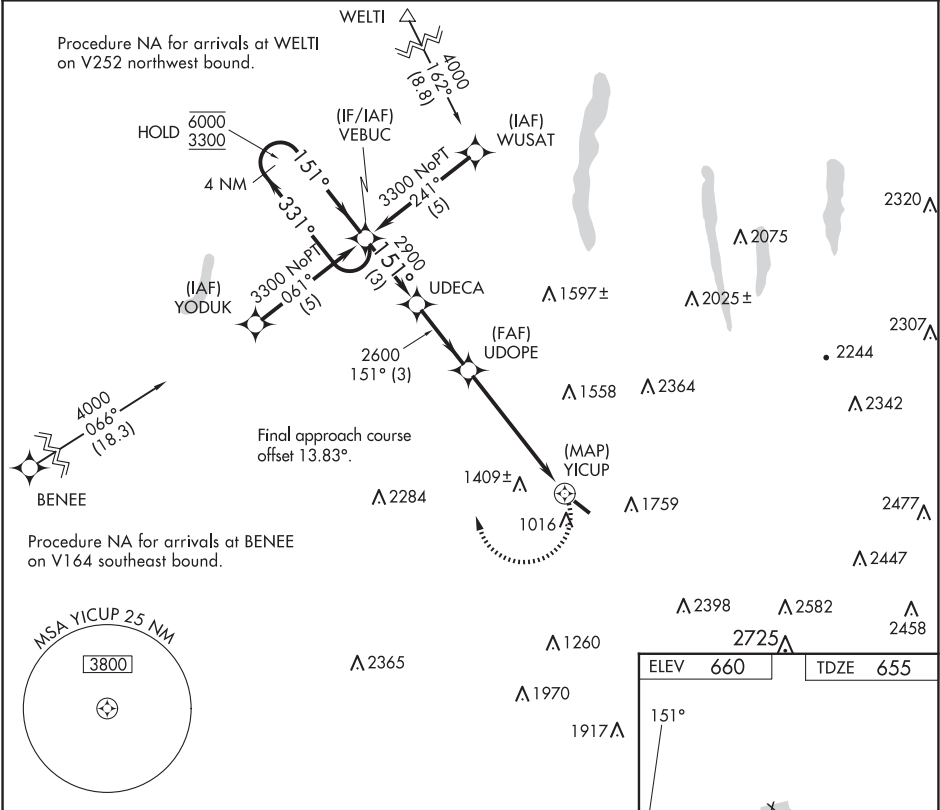 WELTI
Procedure NA for arrivals at WELTI
on V252 northwest bound.
4000
162°
(8.8)
HOLD
6000
3300
(IF/IAF)
VEBUC
(IAF)
WUSAT
4 NM
151°
331°
3300 NoPT
241°
(5)
2320
2075
2900
151°
(3)
(IAF)
YODUK
3300 NoPT
061°
(5)
UDECA
1597±
2025±
2307
(FAF)
UDOPE
2600
151° (3)
2244
4000
066°
(18.3)
1558
2364
2342
Final approach course
offset 13.83°.
(MAP)
YICUP
BENEE
2284
1409±
1016
1759
2477
Procedure NA for arrivals at BENEE
on V164 southeast bound.
2447
MSA YICUP 25 NM
3800
2398
2582
2458
2725
1260
2365
ELEV 660
TDZE 655
1970
151°
1917